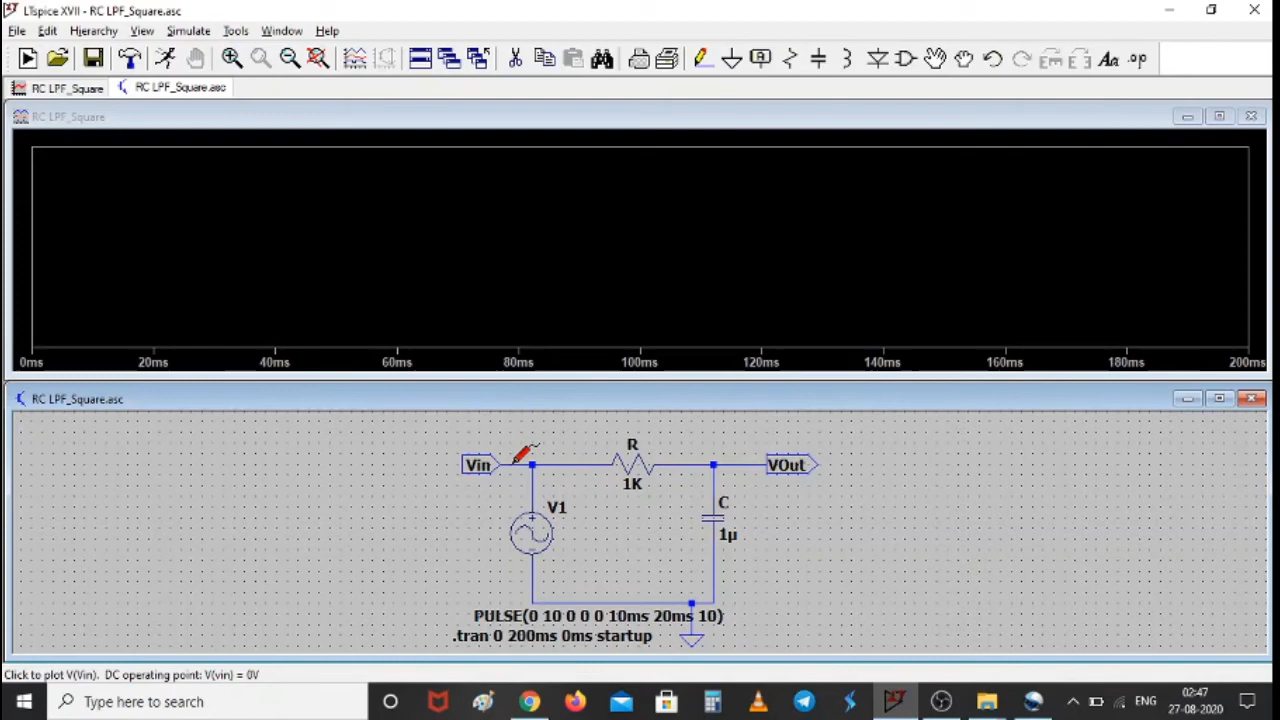 LTspice XVII - RC LPF_Square.asc
File Edit Hierarchy View Simulate Tools Window Help
RC LPF_Square RC LPF_Square.asc
RC LPF_Square
0ms 20ms 40ms 60ms 80ms 100ms 120ms 140ms 160ms 180ms 200ms
RC LPF_Square.asc
R
Vin VOut
1K
C
V1
1µ
PULSE(0 10 0 0 0 10ms 20ms 10)
.tran 0 200ms 0ms startup
Click to plot V(Vin). DC operating point: V(vin) = 0V
Type here to search
ENG
02:47
27-08-2020